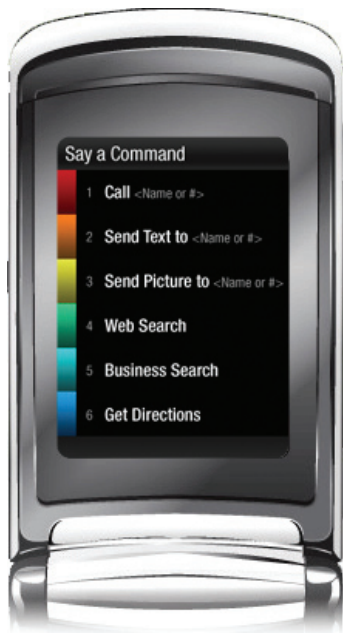 Say a Command
1 Call <Name or #>
2 Send Text to <Name or #>
3 Send Picture to <Name or #>
4 Web Search
5 Business Search
6 Get Directions